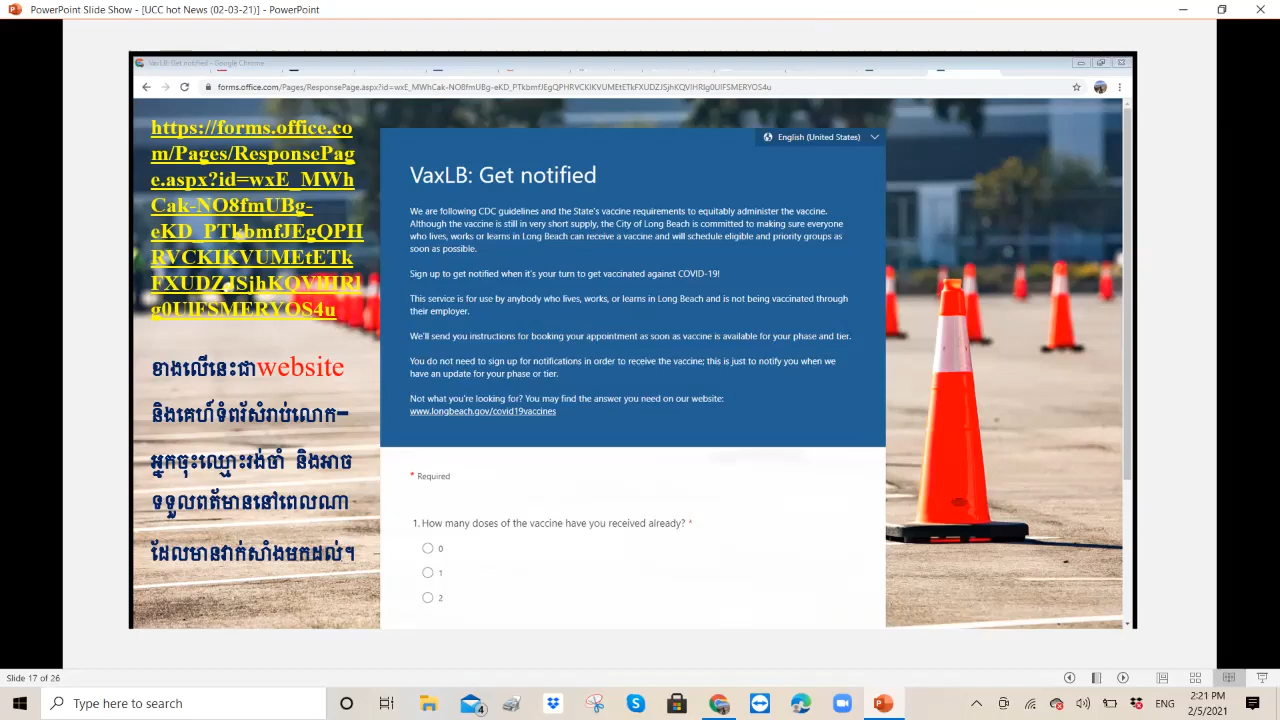 PowerPoint Slide Show - [UCC hot News (02-03-21)] - PowerPoint
VaxLB: Get notified - Google Chrome
forms.office.com/Pages/ResponsePage.aspx?id=wxE_MWhCak-NO8fmUBg-eKD_PTkbmfJEgQPHRVCKIKVUMEtETkFXUDZJSjhKQVlHRlg0UlFSMERYOS4u
https://forms.office.co
m/Pages/ResponsePag
e.aspx?id=wxE_MWh
Cak-NO8fmUBg-
eKD_PTkbmfJEgQPH
RVCKIKVUMEtETk
FXUDZJSjhKQVlHRl
g0UlFSMERYOS4u
ខាងលើនេះជាwebsite
និងគេហ៍ទំពរ័សំរាប់លោក-
អ្នកចុះឈ្មោះរង់ចាំ និងអាច
ទទួលពត័មាននៅពេលណា
ដែលមានវាក់សាំងមកដល់។
English (United States)
VaxLB: Get notified
We are following CDC guidelines and the State's vaccine requirements to equitably administer the vaccine.
Although the vaccine is still in very short supply, the City of Long Beach is committed to making sure everyone
who lives, works or learns in Long Beach can receive a vaccine and will schedule eligible and priority groups as
soon as possible.
Sign up to get notified when it's your turn to get vaccinated against COVID-19!
This service is for use by anybody who lives, works, or learns in Long Beach and is not being vaccinated through
their employer.
We'll send you instructions for booking your appointment as soon as vaccine is available for your phase and tier.
You do not need to sign up for notifications in order to receive the vaccine; this is just to notify you when we
have an update for your phase or tier.
Not what you're looking for? You may find the answer you need on our website:
www.longbeach.gov/covid19vaccines
* Required
1. How many doses of the vaccine have you received already? *
0
1
2
Slide 17 of 26
Type here to search
4
ENG
2:21 PM
2/5/2021